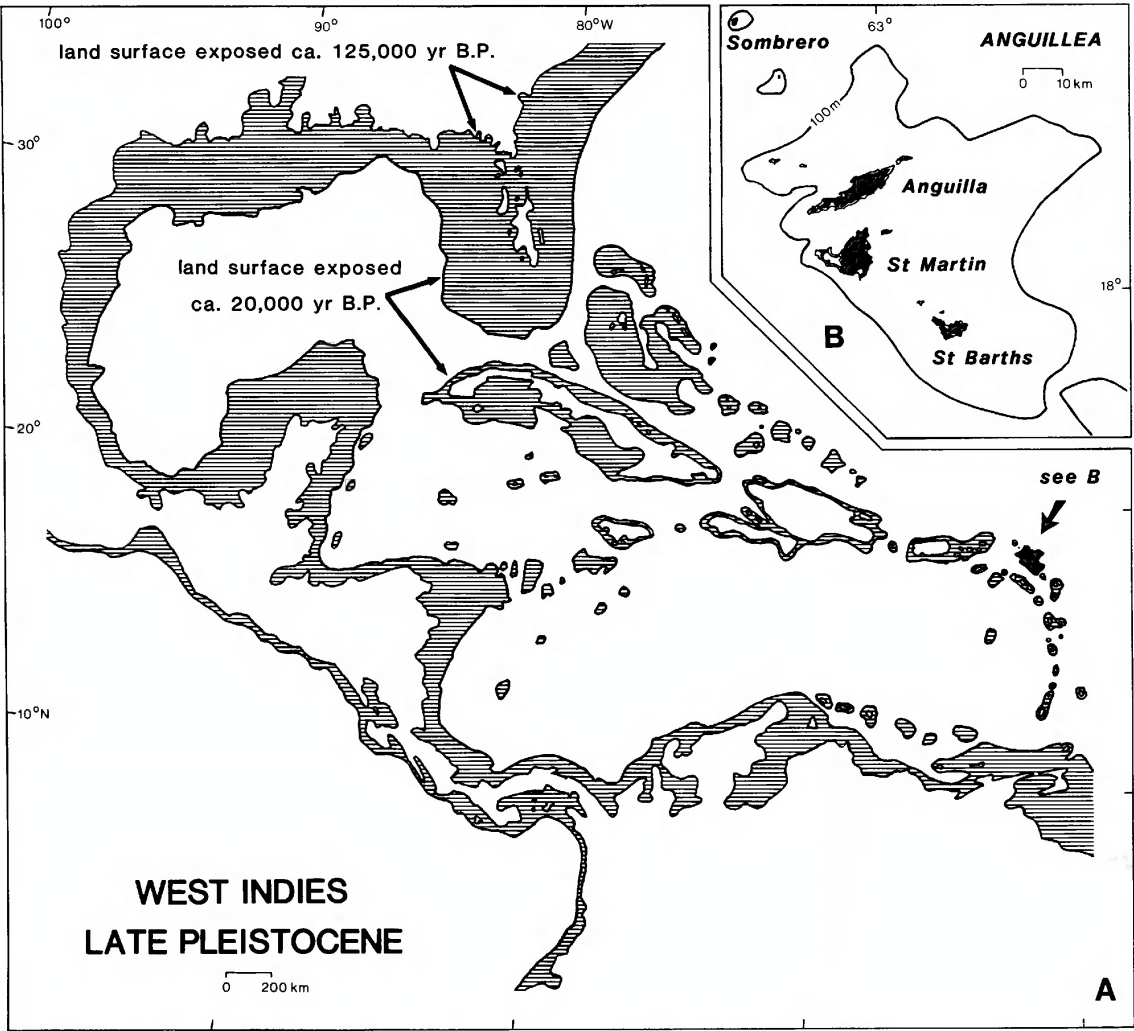 100°
90°
80°W
land surface exposed ca. 125,000 yr B.P.
30°
land surface exposed
ca. 20,000 yr B.P.
20°
10°N
WEST INDIES
LATE PLEISTOCENE
0 200 km
see B
A
63°
Sombrero
ANGUILLEA
0 10 km
100 m
Anguilla
St Martin
18°
B
St Barths